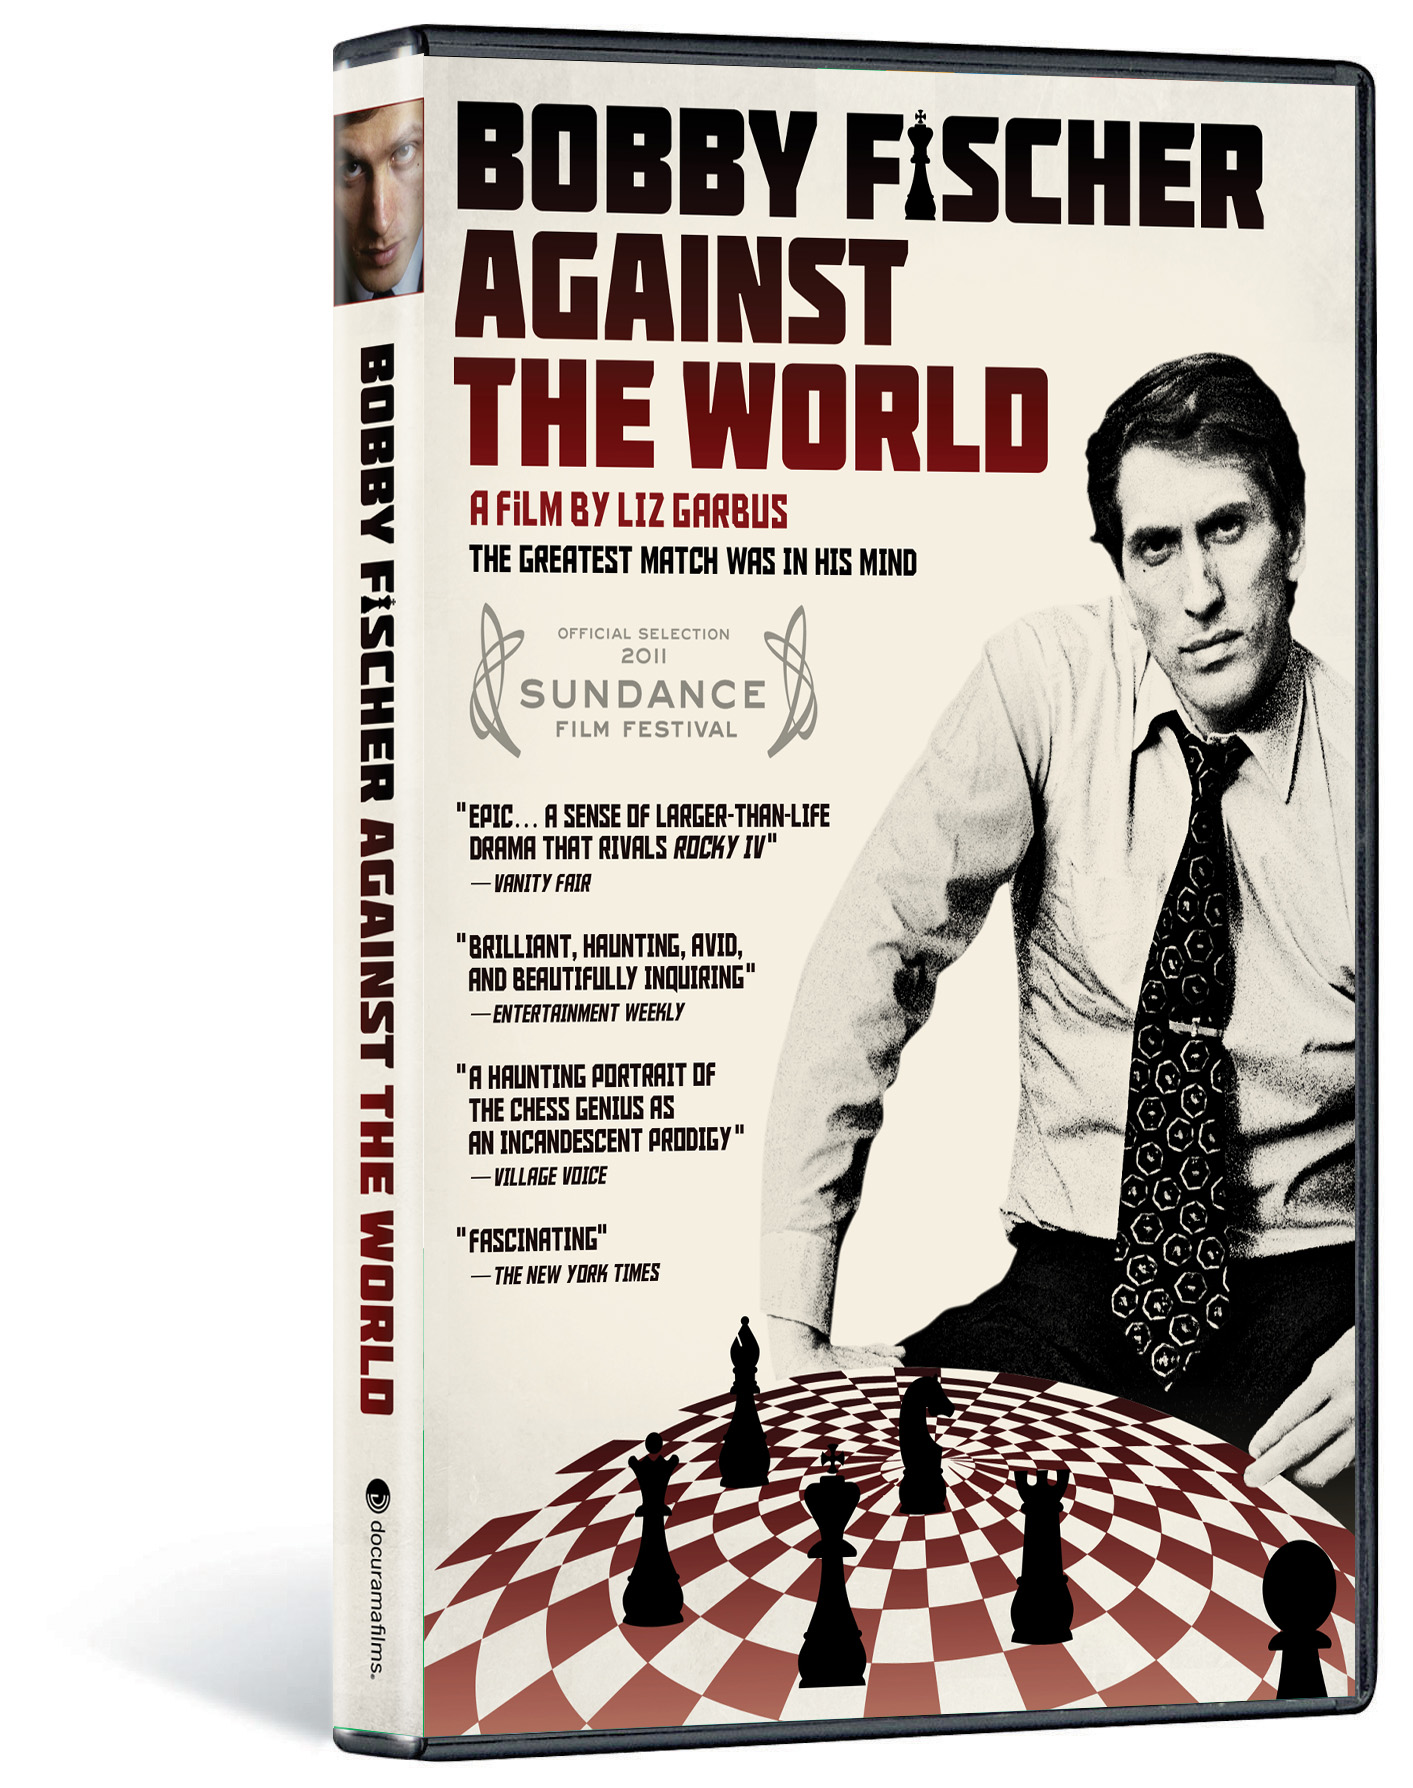 BOBBY FISCHER
AGAINST
THE WORLD
A FILM BY LIZ GARBUS
THE GREATEST MATCH WAS IN HIS MIND
OFFICIAL SELECTION
2011
SUNDANCE
FILM FESTIVAL
"EPIC... A SENSE OF LARGER-THAN-LIFE
DRAMA THAT RIVALS ROCKY IV"
—VANITY FAIR
"BRILLIANT, HAUNTING, AVID,
AND BEAUTIFULLY INQUIRING"
—ENTERTAINMENT WEEKLY
"A HAUNTING PORTRAIT OF
THE CHESS GENIUS AS
AN INCANDESCENT PRODIGY"
—VILLAGE VOICE
"FASCINATING"
—THE NEW YORK TIMES
BOBBY FISCHER AGAINST THE WORLD
docuramafilms.